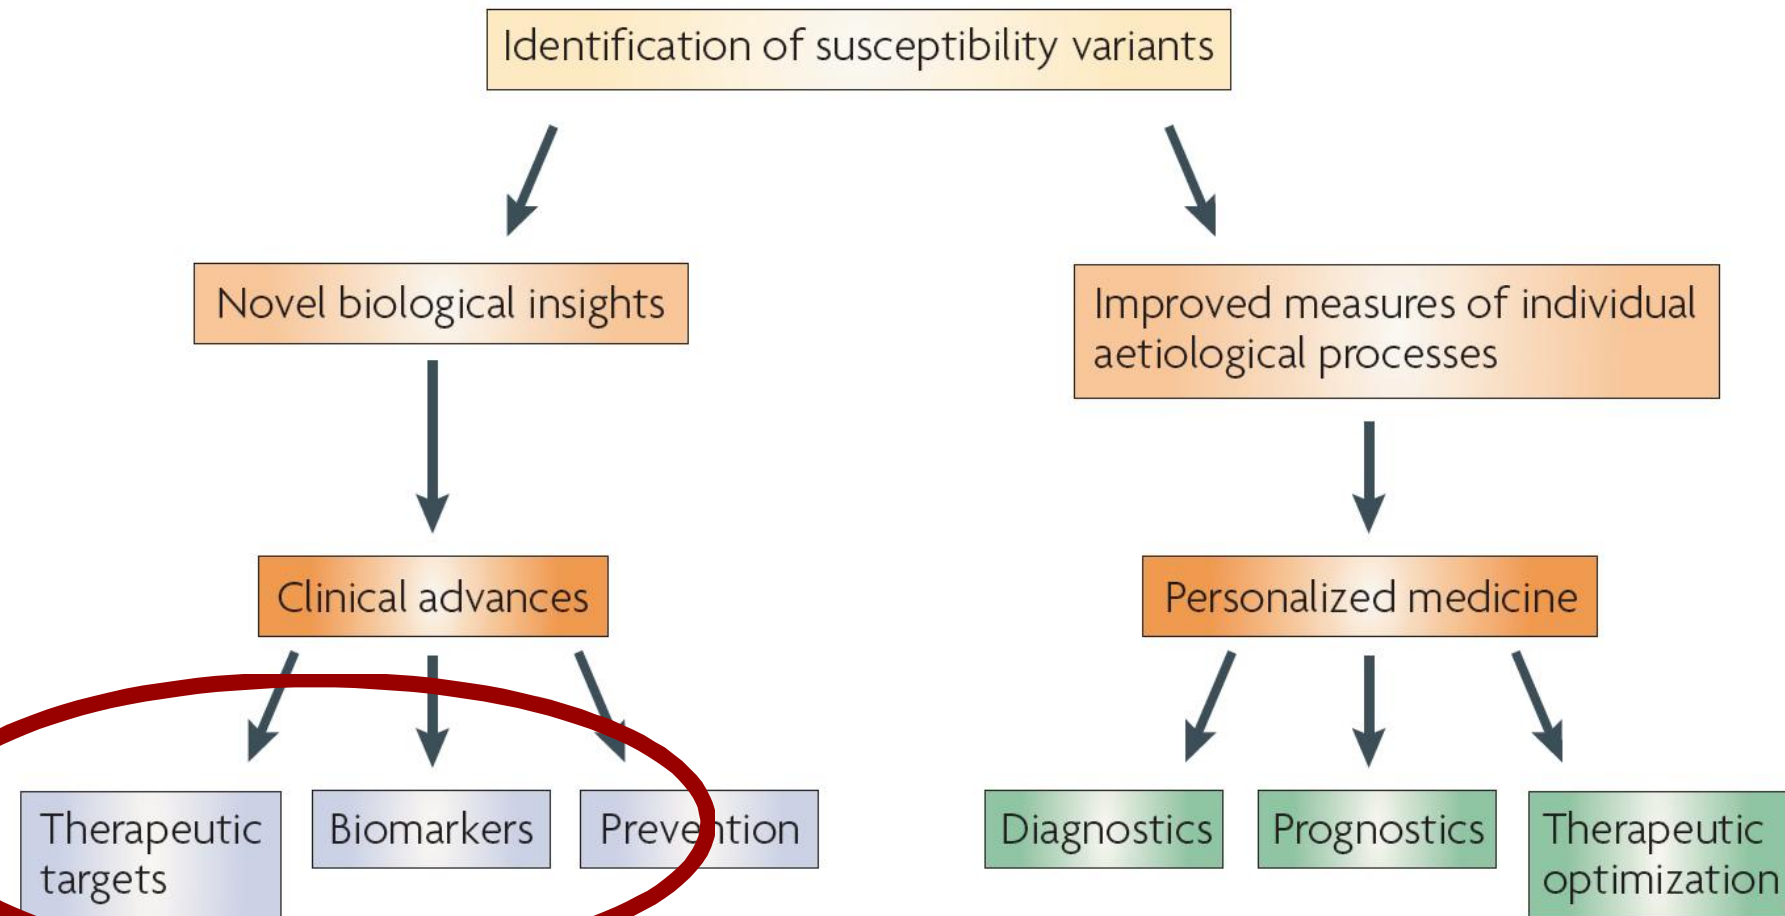 Identification of susceptibility variants
Novel biological insights
Improved measures of individual
aetiological processes
Clinical advances
Personalized medicine
Therapeutic
targets
Biomarkers
Prevention
Diagnostics
Prognostics
Therapeutic
optimization